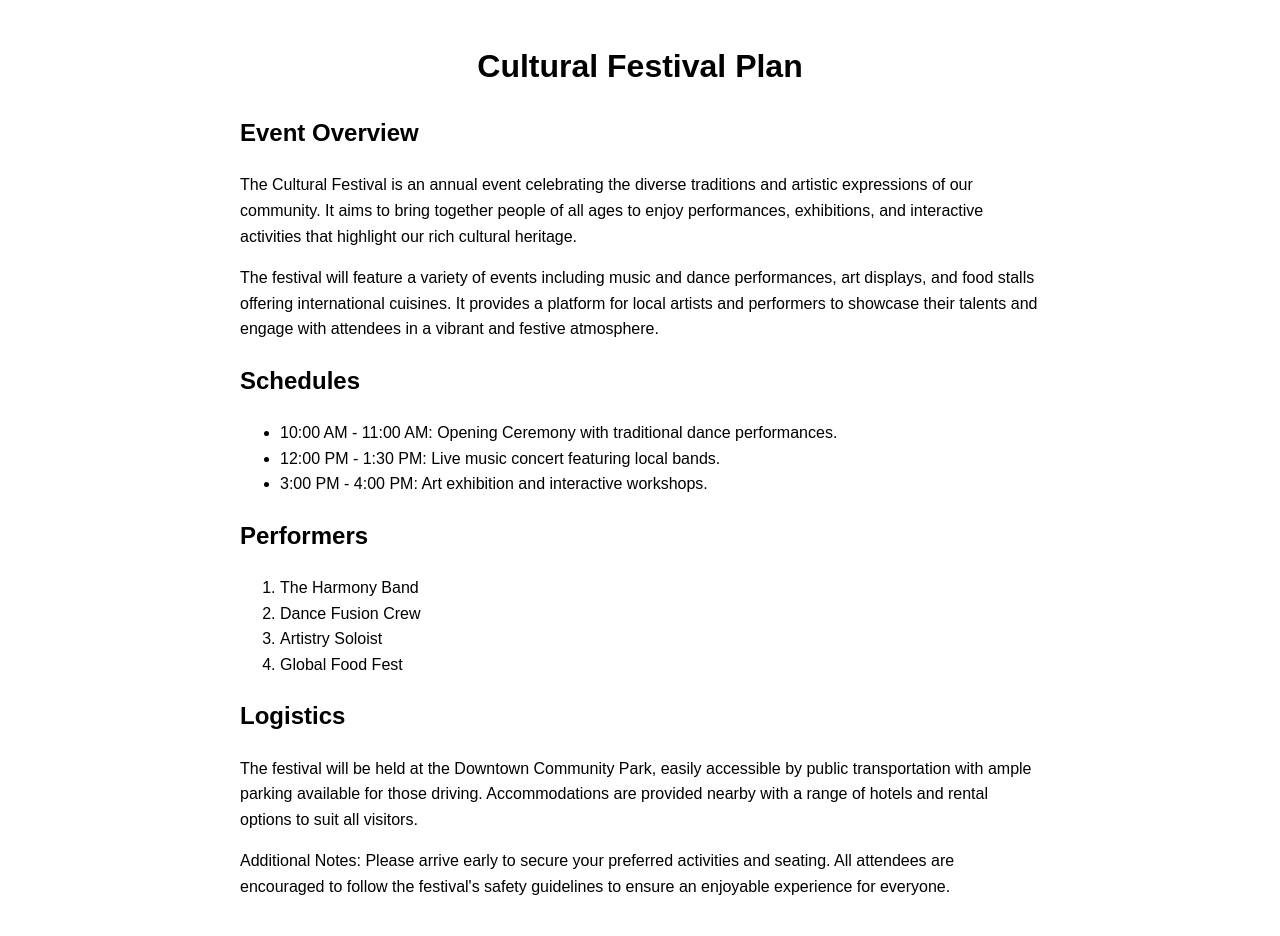 Cultural Festival Plan
Event Overview
The Cultural Festival is an annual event celebrating the diverse traditions and artistic expressions of our
community. It aims to bring together people of all ages to enjoy performances, exhibitions, and interactive
activities that highlight our rich cultural heritage.
The festival will feature a variety of events including music and dance performances, art displays, and food stalls
offering international cuisines. It provides a platform for local artists and performers to showcase their talents and
engage with attendees in a vibrant and festive atmosphere.
Schedules
• 10:00 AM - 11:00 AM: Opening Ceremony with traditional dance performances.
• 12:00 PM - 1:30 PM: Live music concert featuring local bands.
• 3:00 PM - 4:00 PM: Art exhibition and interactive workshops.
Performers
1. The Harmony Band
2. Dance Fusion Crew
3. Artistry Soloist
4. Global Food Fest
Logistics
The festival will be held at the Downtown Community Park, easily accessible by public transportation with ample
parking available for those driving. Accommodations are provided nearby with a range of hotels and rental
options to suit all visitors.
Additional Notes: Please arrive early to secure your preferred activities and seating. All attendees are
encouraged to follow the festival's safety guidelines to ensure an enjoyable experience for everyone.